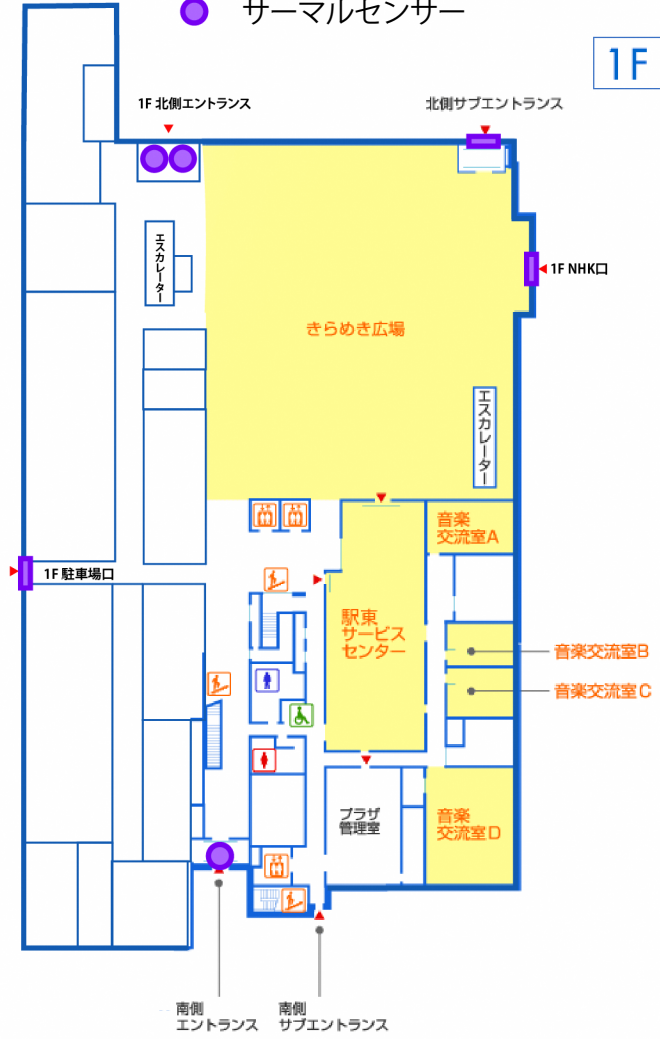 サーマルセンサー
1F
1F 北側エントランス
北側サブエントランス
エスカレーター
1F NHK口
きらめき広場
エスカレーター
音楽
交流室A
1F 駐車場口
駅東
サービス
センター
音楽交流室B
音楽交流室C
プラザ
管理室
音楽
交流室D
南側
エントランス
南側
サブエントランス